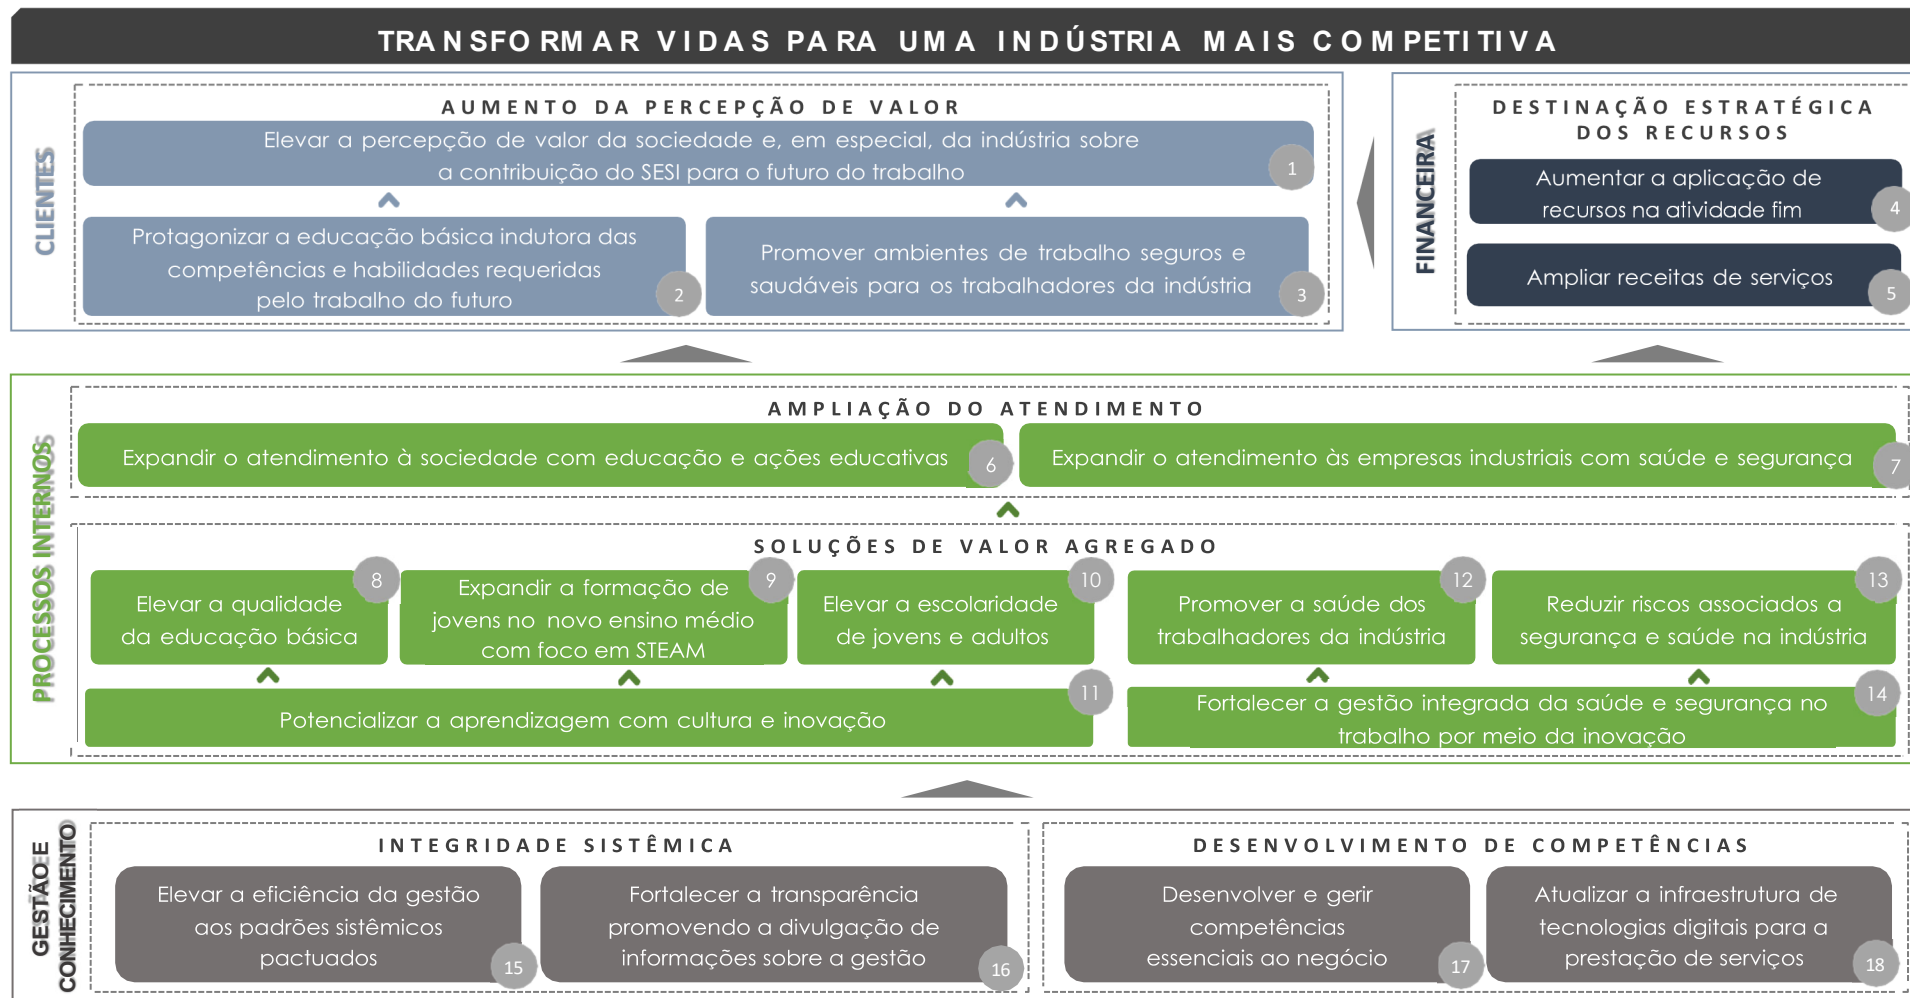 TRANSFORMAR VIDAS PARA UMA INDÚSTRIA MAIS COMPETITIVA
CLIENTES
AUMENTO DA PERCEPÇÃO DE VALOR
Elevar a percepção de valor da sociedade e, em especial, da indústria sobre
a contribuição do SESI para o futuro do trabalho
1
Protagonizar a educação básica indutora das
competências e habilidades requeridas
pelo trabalho do futuro
2
Promover ambientes de trabalho seguros e
saudáveis para os trabalhadores da indústria
3
FINANCEIRA
DESTINAÇÃO ESTRATÉGICA
DOS RECURSOS
Aumentar a aplicação de
recursos na atividade fim
4
Ampliar receitas de serviços
5
PROCESSOS INTERNOS
AMPLIAÇÃO DO ATENDIMENTO
Expandir o atendimento à sociedade com educação e ações educativas
6
Expandir o atendimento às empresas industriais com saúde e segurança
7
SOLUÇÕES DE VALOR AGREGADO
Elevar a qualidade
da educação básica
8
Expandir a formação de
jovens no novo ensino médio
com foco em STEAM
9
Elevar a escolaridade
de jovens e adultos
10
Potencializar a aprendizagem com cultura e inovação
11
Promover a saúde dos
trabalhadores da indústria
12
Reduzir riscos associados a
segurança e saúde na indústria
13
Fortalecer a gestão integrada da saúde e segurança no
trabalho por meio da inovação
14
GESTÃO E
CONHECIMENTO
INTEGRIDADE SISTÊMICA
Elevar a eficiência da gestão
aos padrões sistêmicos
pactuados
15
Fortalecer a transparência
promovendo a divulgação de
informações sobre a gestão
16
DESENVOLVIMENTO DE COMPETÊNCIAS
Desenvolver e gerir
competências
essenciais ao negócio
17
Atualizar a infraestrutura de
tecnologias digitais para a
prestação de serviços
18